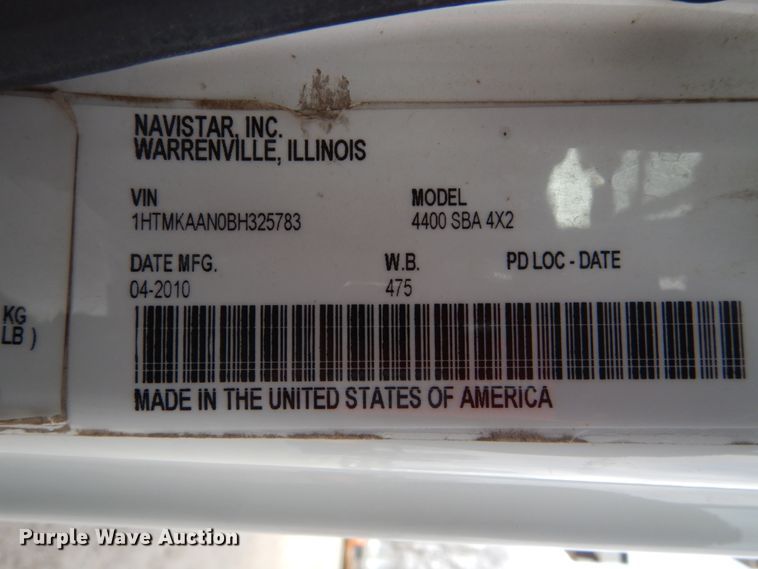 NAVISTAR, INC.
WARRENVILLE, ILLINOIS
VIN MODEL
1HTMKAAN0BH325783 4400 SBA 4X2
DATE MFG. W.B. PD LOC - DATE
04-2010 475
KG
LB )
MADE IN THE UNITED STATES OF AMERICA
Purple Wave Auction